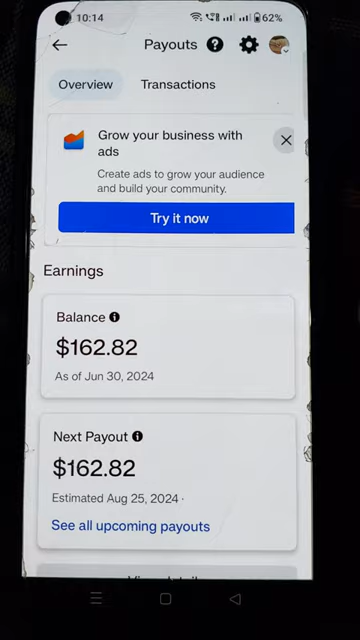 10:14
62%
Payouts
Overview
Transactions
Grow your business with
ads
Create ads to grow your audience
and build your community.
Try it now
Earnings
Balance
$162.82
As of Jun 30, 2024
Next Payout
$162.82
Estimated Aug 25, 2024 ·
See all upcoming payouts